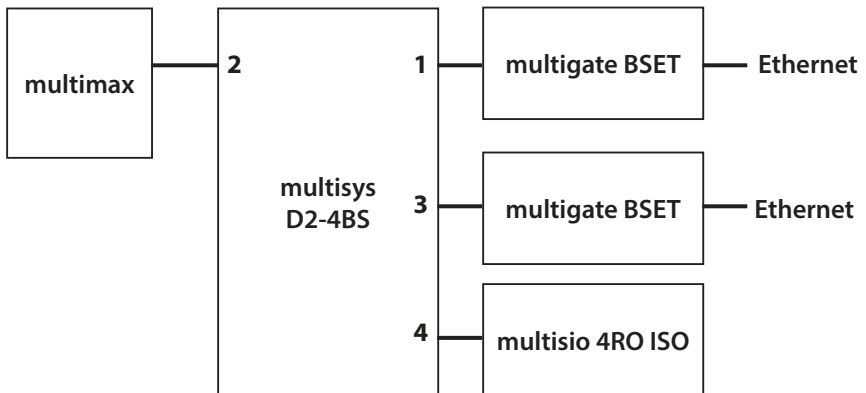 multimax
2
1
multigate BSET
Ethernet
multisys
D2-4BS
3
multigate BSET
Ethernet
4
multisio 4RO ISO